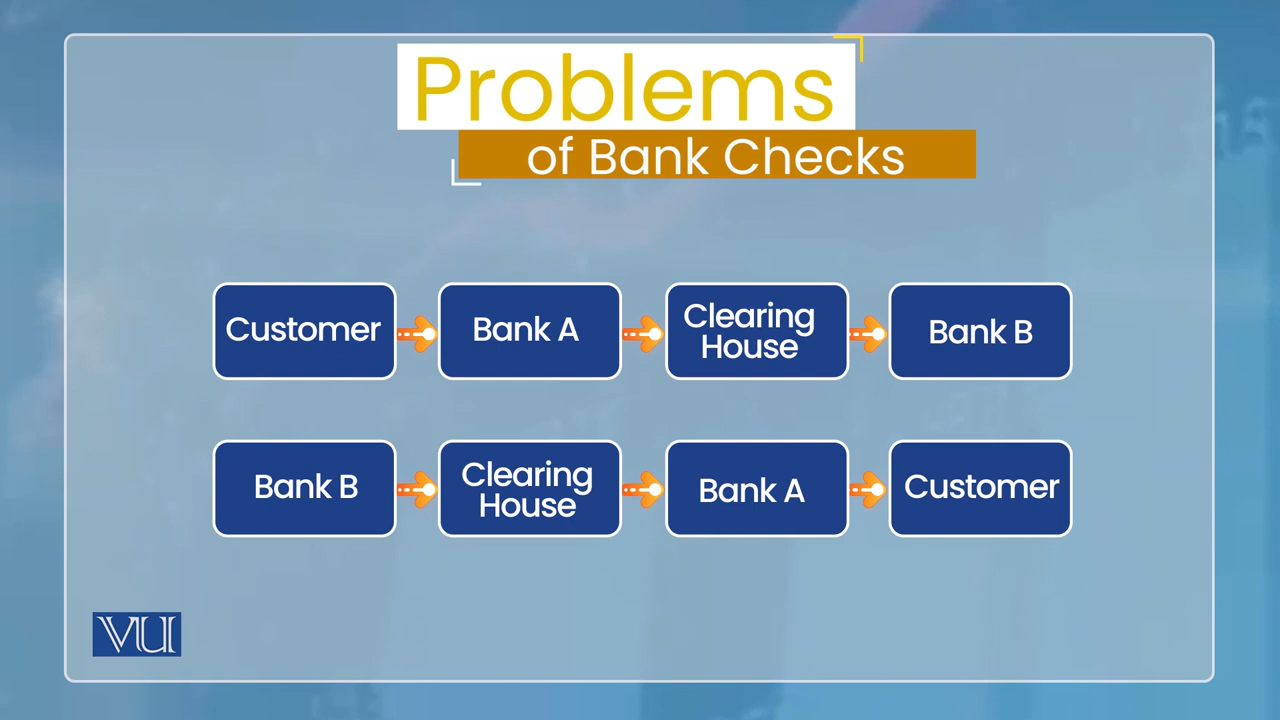 Problems
of Bank Checks
Customer
Bank A
Clearing
House
Bank B
Bank B
Clearing
House
Bank A
Customer
VU